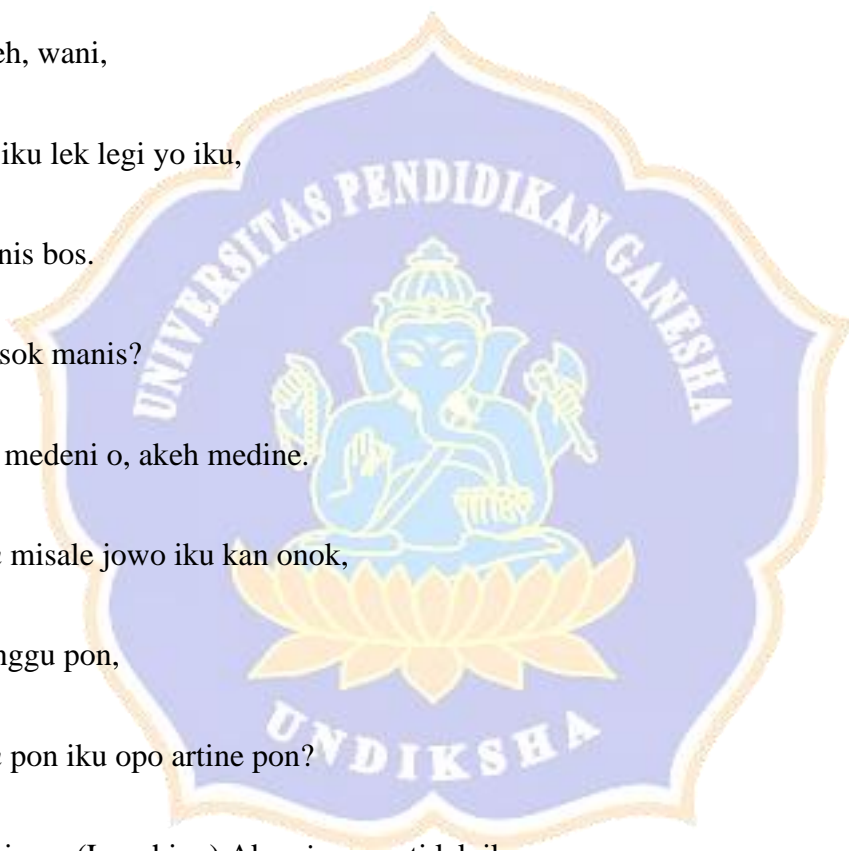 eh, wani,
iku lek legi yo iku,
nis bos.
sok manis?
medeni o, akeh medine.
misale jowo iku kan onok,
nggu pon,
pon iku opo artine pon?
UNIVERSITAS PENDIDIKAN GANESHA
UNDIKSHA